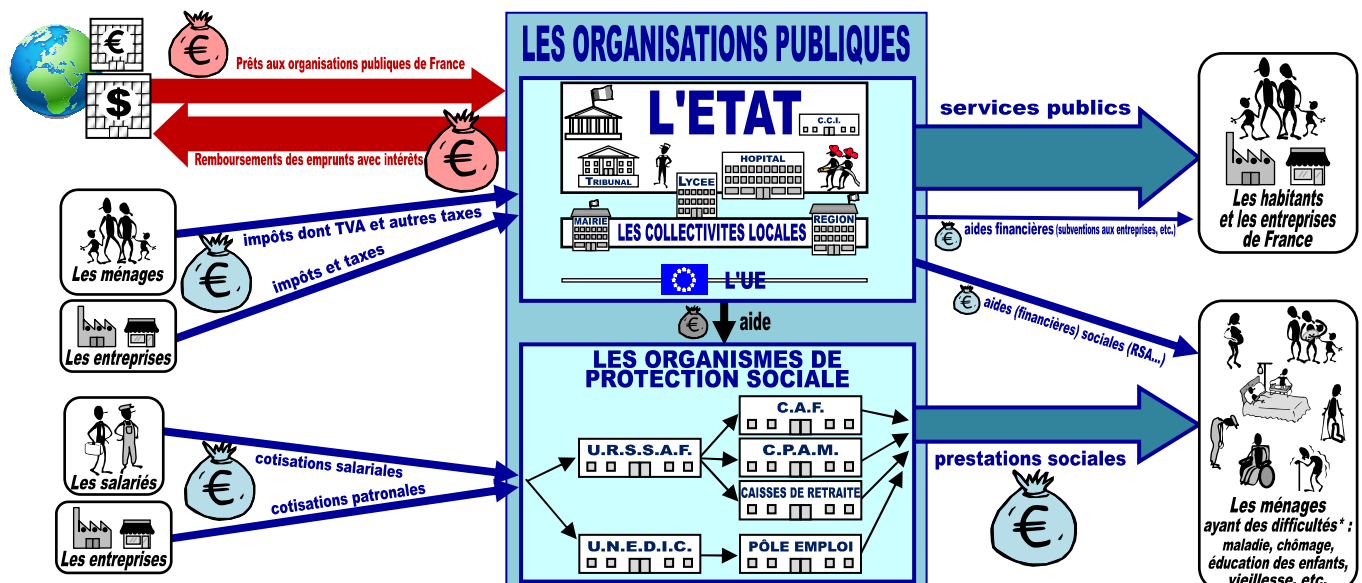 LES ORGANISATIONS PUBLIQUES
€
$
€
Prêts aux organisations publiques de France
€
Remboursements des emprunts avec intérêts
L'ETAT
C.C.I.
TRIBUNAL
LYCEE
HOPITAL
MAIRIE
LES COLLECTIVITES LOCALES
REGION
L'UE
services publics
Les habitants
et les entreprises
de France
€
aides financières (subventions aux entreprises, etc.)
€
aides (financières) sociales (RSA...)
Les ménages
€
impôts dont TVA et autres taxes
impôts et taxes
Les entreprises
€
aide
LES ORGANISMES DE
PROTECTION SOCIALE
C.A.F.
U.R.S.S.A.F.
C.P.A.M.
CAISSES DE RETRAITE
U.N.E.D.I.C.
PÔLE EMPLOI
Les salariés
€
cotisations salariales
cotisations patronales
Les entreprises
prestations sociales
€
Les ménages
ayant des difficultés* :
maladie, chômage,
éducation des enfants,
vieillesse, etc.